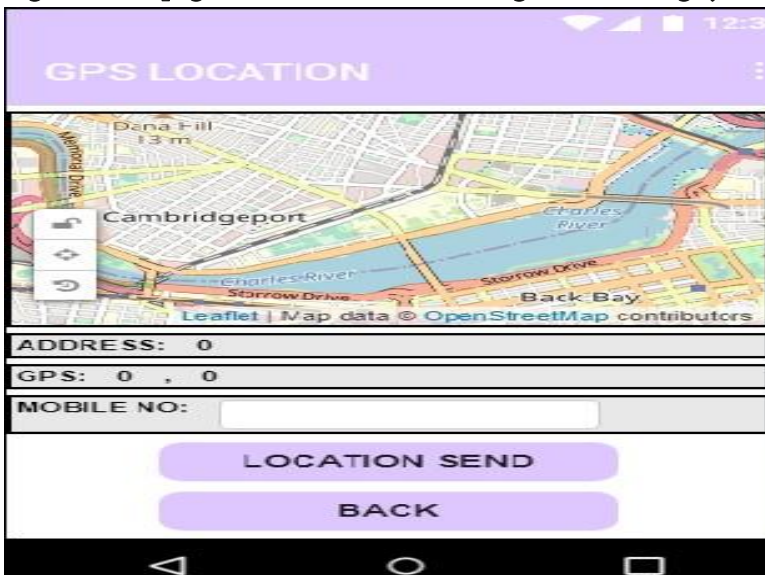 12:3
GPS LOCATION
Dana Hill
13 m
Memorial Drive
Cambridgeport
Charles
River
Charles River
Storrow Drive
Storrow Drive
Back Bay
Leaflet | Map data © OpenStreetMap contributors
ADDRESS: 0
GPS: 0 , 0
MOBILE NO:
LOCATION SEND
BACK